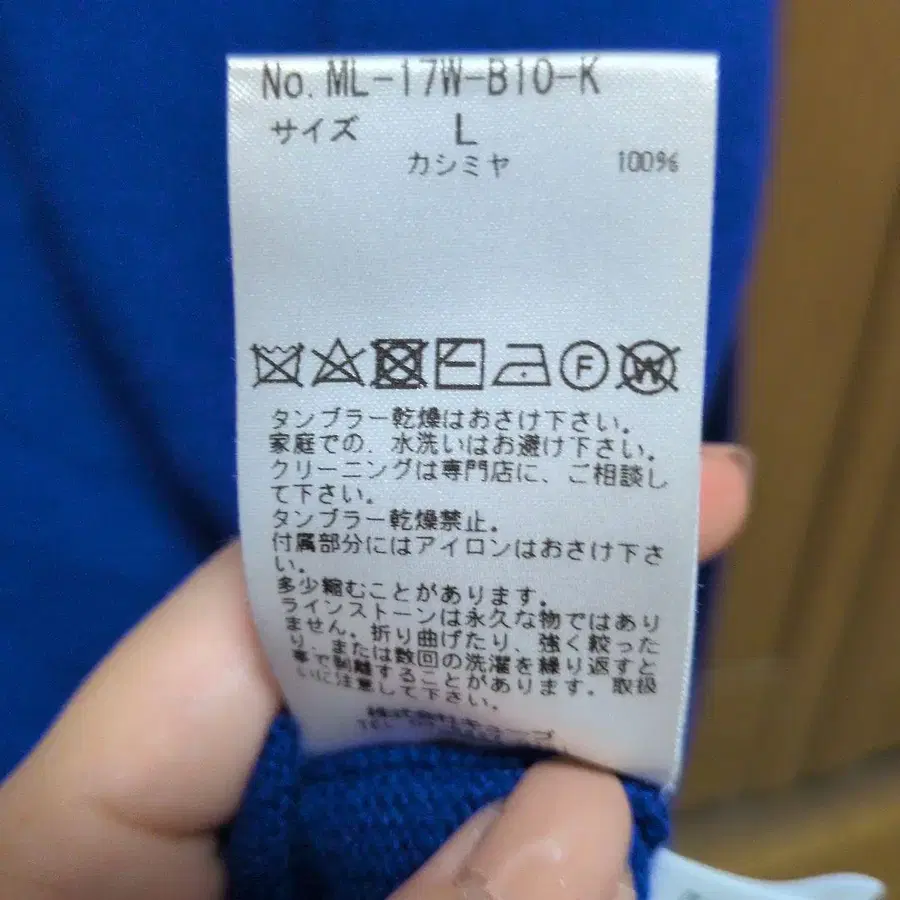 No. ML-17W-B10-K
サイズ L
カシミヤ 100%
F W
タンブラー乾燥はおさけ下さい。
家庭での、水洗いはお避け下さい。
クリーニングは専門店に、ご相談し
て下さい。
タンブラー乾燥禁止。
付属部分にはアイロンはおさけ下さ
い。
多少縮むことがあります。
ラインストーンは永久な物ではあり
ません。折り曲げたり、強く絞った
り、または数回の洗濯を繰り返すと
事で剥離することがあります。取扱
いに注意して下さい。
株式会社
TEL